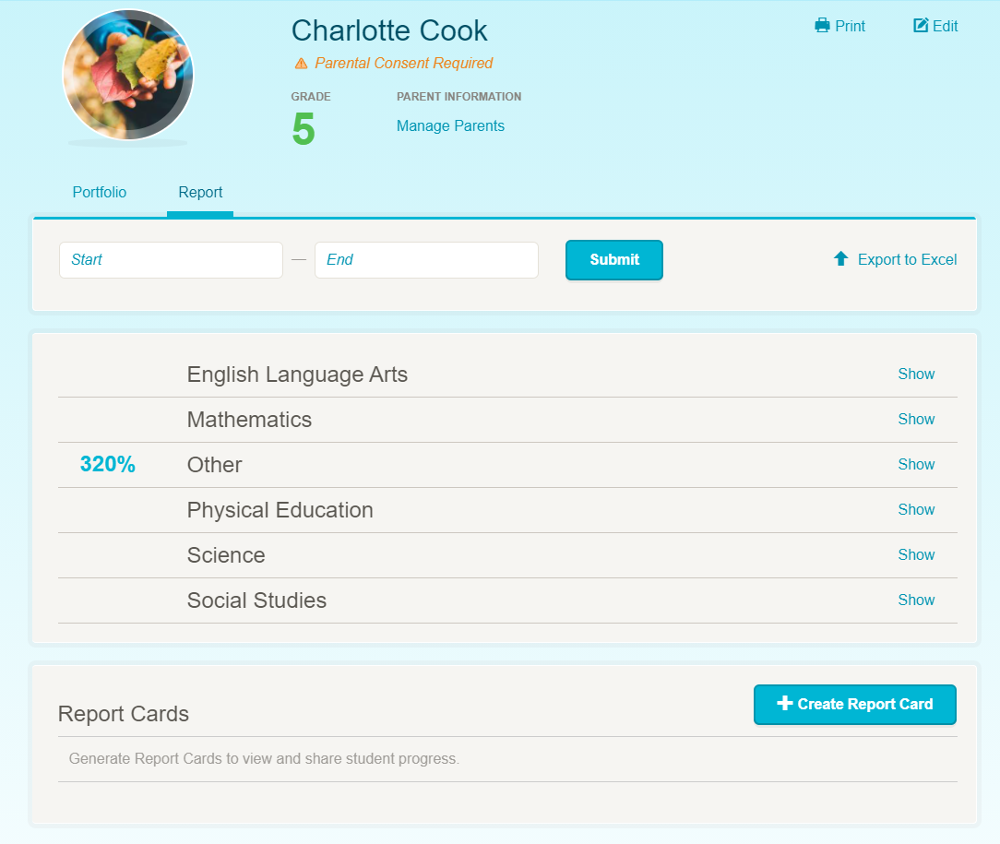 Charlotte Cook
Print
Edit
Parental Consent Required
GRADE
PARENT INFORMATION
5
Manage Parents
Portfolio
Report
Start — End
Submit
Export to Excel
English Language Arts Show
Mathematics Show
320% Other Show
Physical Education Show
Science Show
Social Studies Show
Report Cards
Create Report Card
Generate Report Cards to view and share student progress.